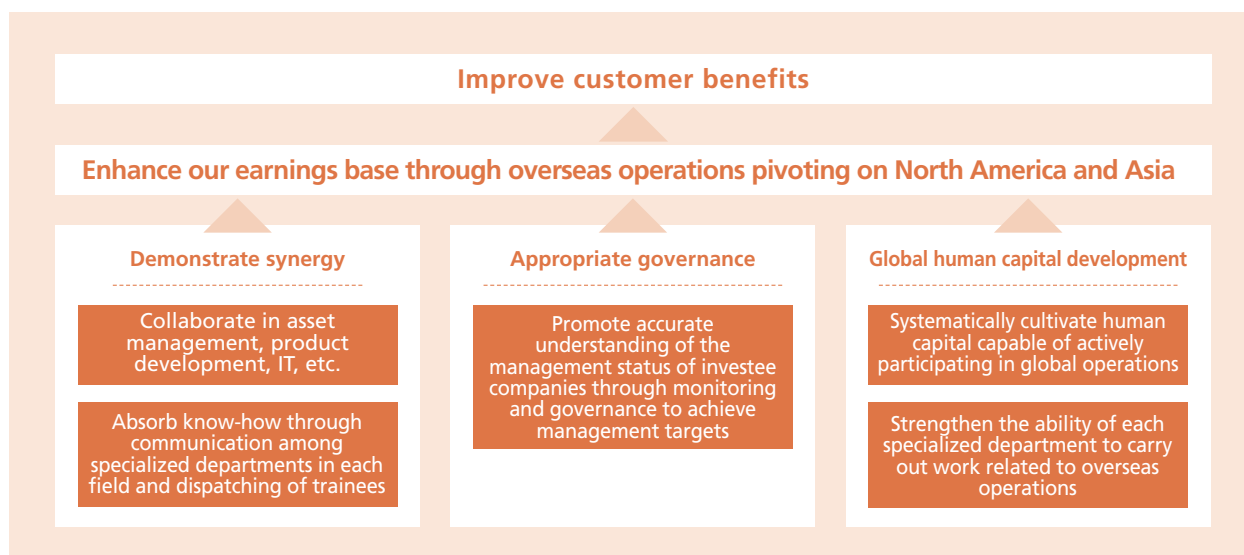 Improve customer benefits
Enhance our earnings base through overseas operations pivoting on North America and Asia
Demonstrate synergy
Collaborate in asset
management, product
development, IT, etc.
Absorb know-how through
communication among
specialized departments in each
field and dispatching of trainees
Appropriate governance
Promote accurate
understanding of the
management status of investee
companies through monitoring
and governance to achieve
management targets
Global human capital development
Systematically cultivate human
capital capable of actively
participating in global operations
Strengthen the ability of each
specialized department to carry
out work related to overseas
operations